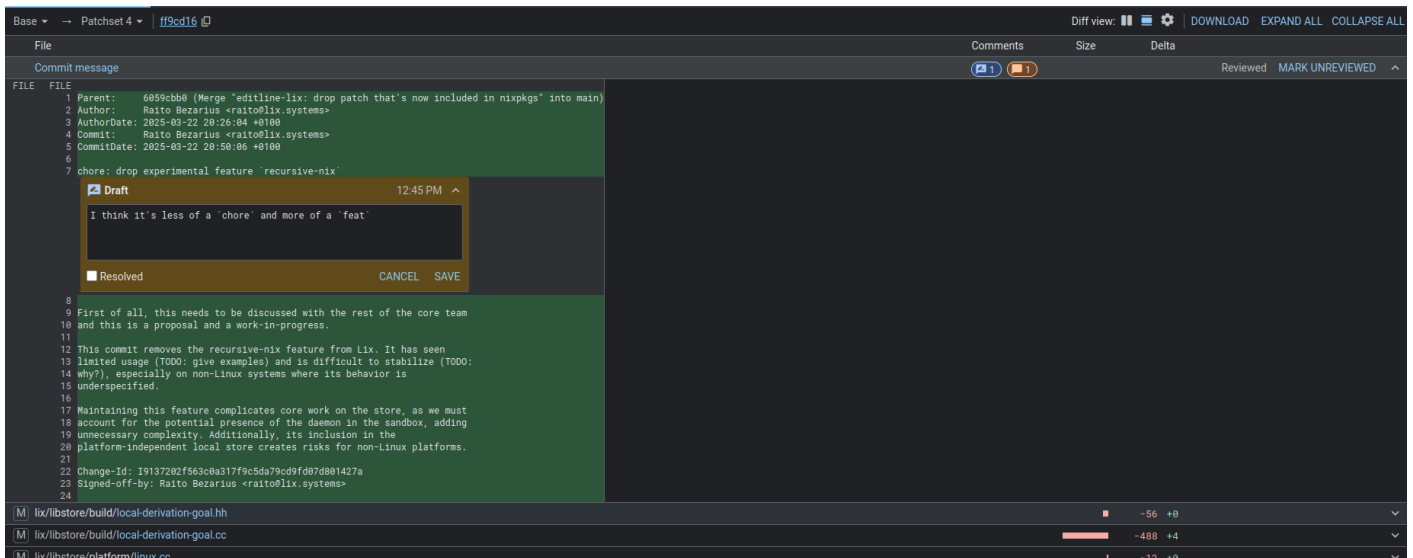 Base → Patchset 4 ff9cd16
Diff view: DOWNLOAD EXPAND ALL COLLAPSE ALL
File Comments Size Delta
Commit message 1 1 Reviewed MARK UNREVIEWED
FILE FILE
1 Parent: 6059cbb0 (Merge "editline-lix: drop patch that's now included in nixpkgs" into main)
2 Author: Raito Bezarius <raito@lix.systems>
3 AuthorDate: 2025-03-22 20:26:04 +0100
4 Commit: Raito Bezarius <raito@lix.systems>
5 CommitDate: 2025-03-22 20:50:06 +0100
6
7 chore: drop experimental feature `recursive-nix`
Draft 12:45 PM
I think it's less of a `chore` and more of a `feat`
Resolved CANCEL SAVE
8
9 First of all, this needs to be discussed with the rest of the core team
10 and this is a proposal and a work-in-progress.
11
12 This commit removes the recursive-nix feature from Lix. It has seen
13 limited usage (TODO: give examples) and is difficult to stabilize (TODO:
14 why?), especially on non-Linux systems where its behavior is
15 underspecified.
16
17 Maintaining this feature complicates core work on the store, as we must
18 account for the potential presence of the daemon in the sandbox, adding
19 unnecessary complexity. Additionally, its inclusion in the
20 platform-independent local store creates risks for non-Linux platforms.
21
22 Change-Id: I9137202f563c0a317f9c5da79cd9fd07d801427a
23 Signed-off-by: Raito Bezarius <raito@lix.systems>
24
M lix/libstore/build/local-derivation-goal.hh -56 +0
M lix/libstore/build/local-derivation-goal.cc -488 +4
M lix/libstore/platform/linux.cc -12 +0